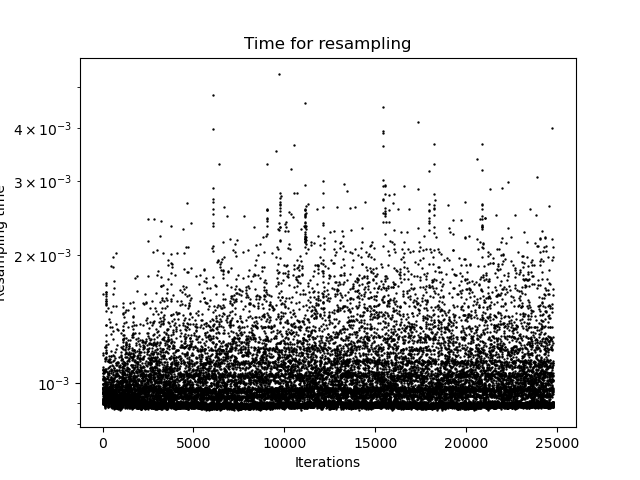 Time for resampling
4 × 10⁻³
3 × 10⁻³
2 × 10⁻³
10⁻³
Resampling time
0 5000 10000 15000 20000 25000
Iterations